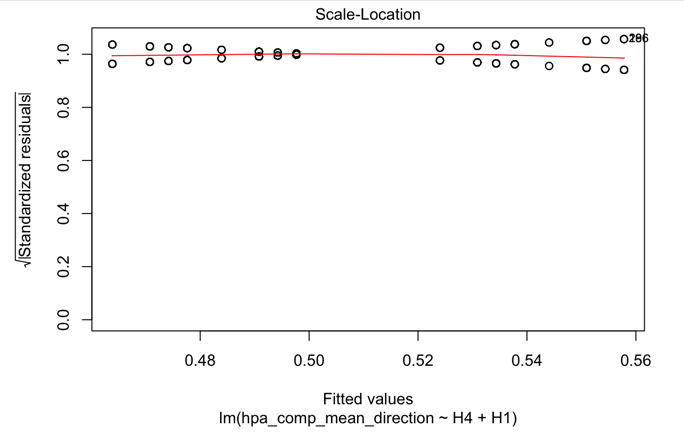 Scale-Location
√|Standardized residuals|
1.0
0.8
0.6
0.4
0.2
0.0
0.48
0.50
0.52
0.54
0.56
Fitted values
lm(hpa_comp_mean_direction ~ H4 + H1)